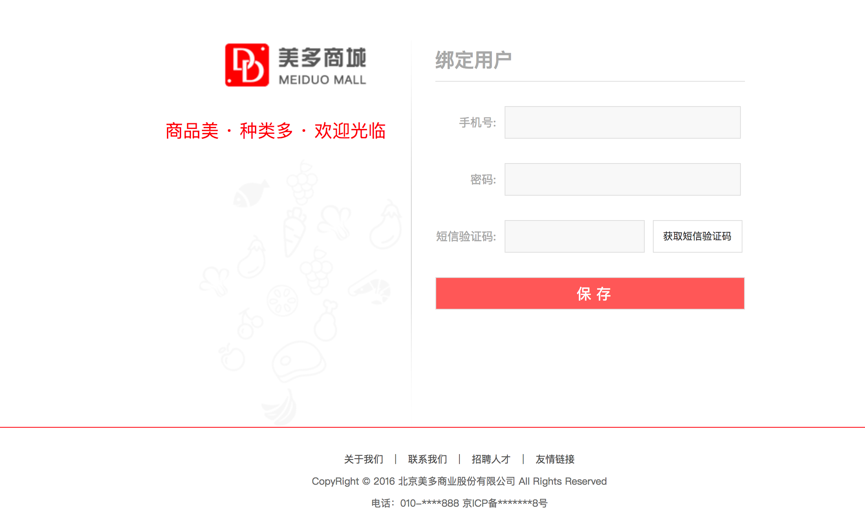 美多商城
MEIDUO MALL
商品美 · 种类多 · 欢迎光临
绑定用户
手机号:
密码:
短信验证码:
获取短信验证码
保 存
关于我们 | 联系我们 | 招聘人才 | 友情链接
CopyRight © 2016 北京美多商业股份有限公司 All Rights Reserved
电话：010-****888 京ICP备*******8号